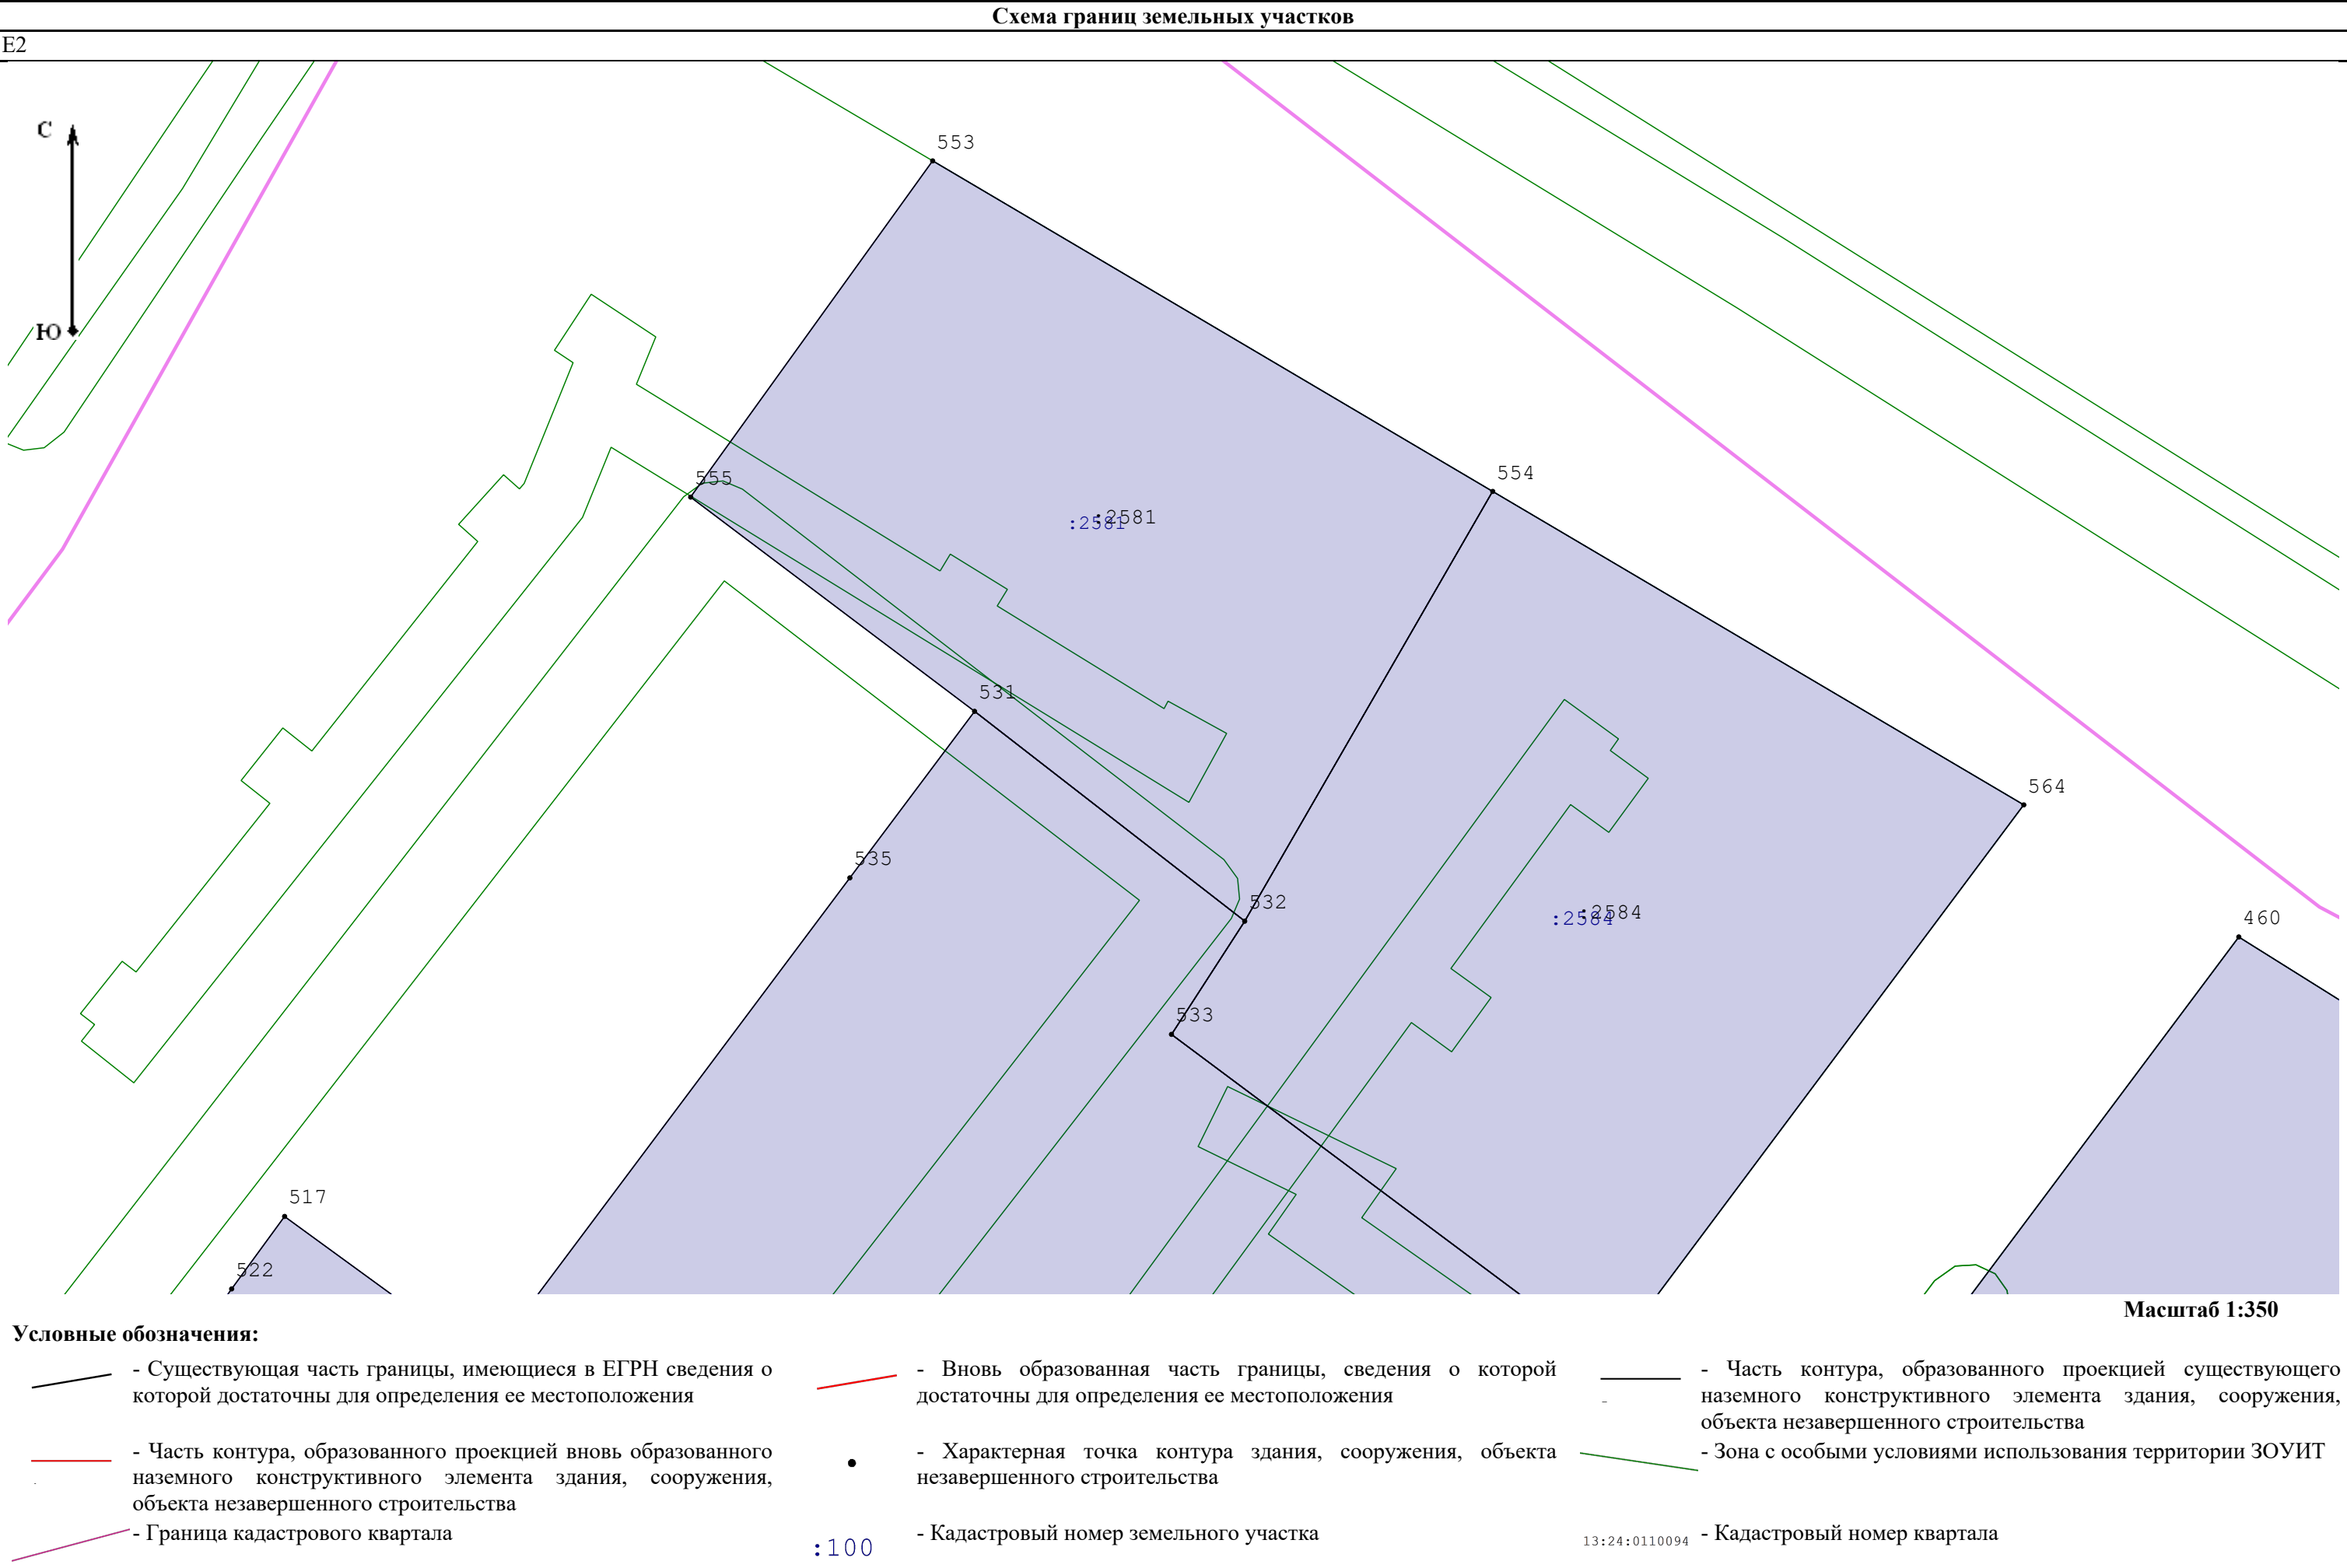 Схема границ земельных участков
Е2
С
Ю
553
554
555
:2581
:2581
531
564
535
532
:2584
:2584
460
533
517
522
Масштаб 1:350
Условные обозначения:
- Существующая часть границы, имеющиеся в ЕГРН сведения о
которой достаточны для определения ее местоположения
- Вновь образованная часть границы, сведения о которой
достаточны для определения ее местоположения
- Часть контура, образованного проекцией существующего
наземного конструктивного элемента здания, сооружения,
объекта незавершенного строительства
- Часть контура, образованного проекцией вновь образованного
наземного конструктивного элемента здания, сооружения,
объекта незавершенного строительства
- Характерная точка контура здания, сооружения, объекта
незавершенного строительства
- Зона с особыми условиями использования территории ЗОУИТ
- Граница кадастрового квартала
:100
- Кадастровый номер земельного участка
13:24:0110094
- Кадастровый номер квартала